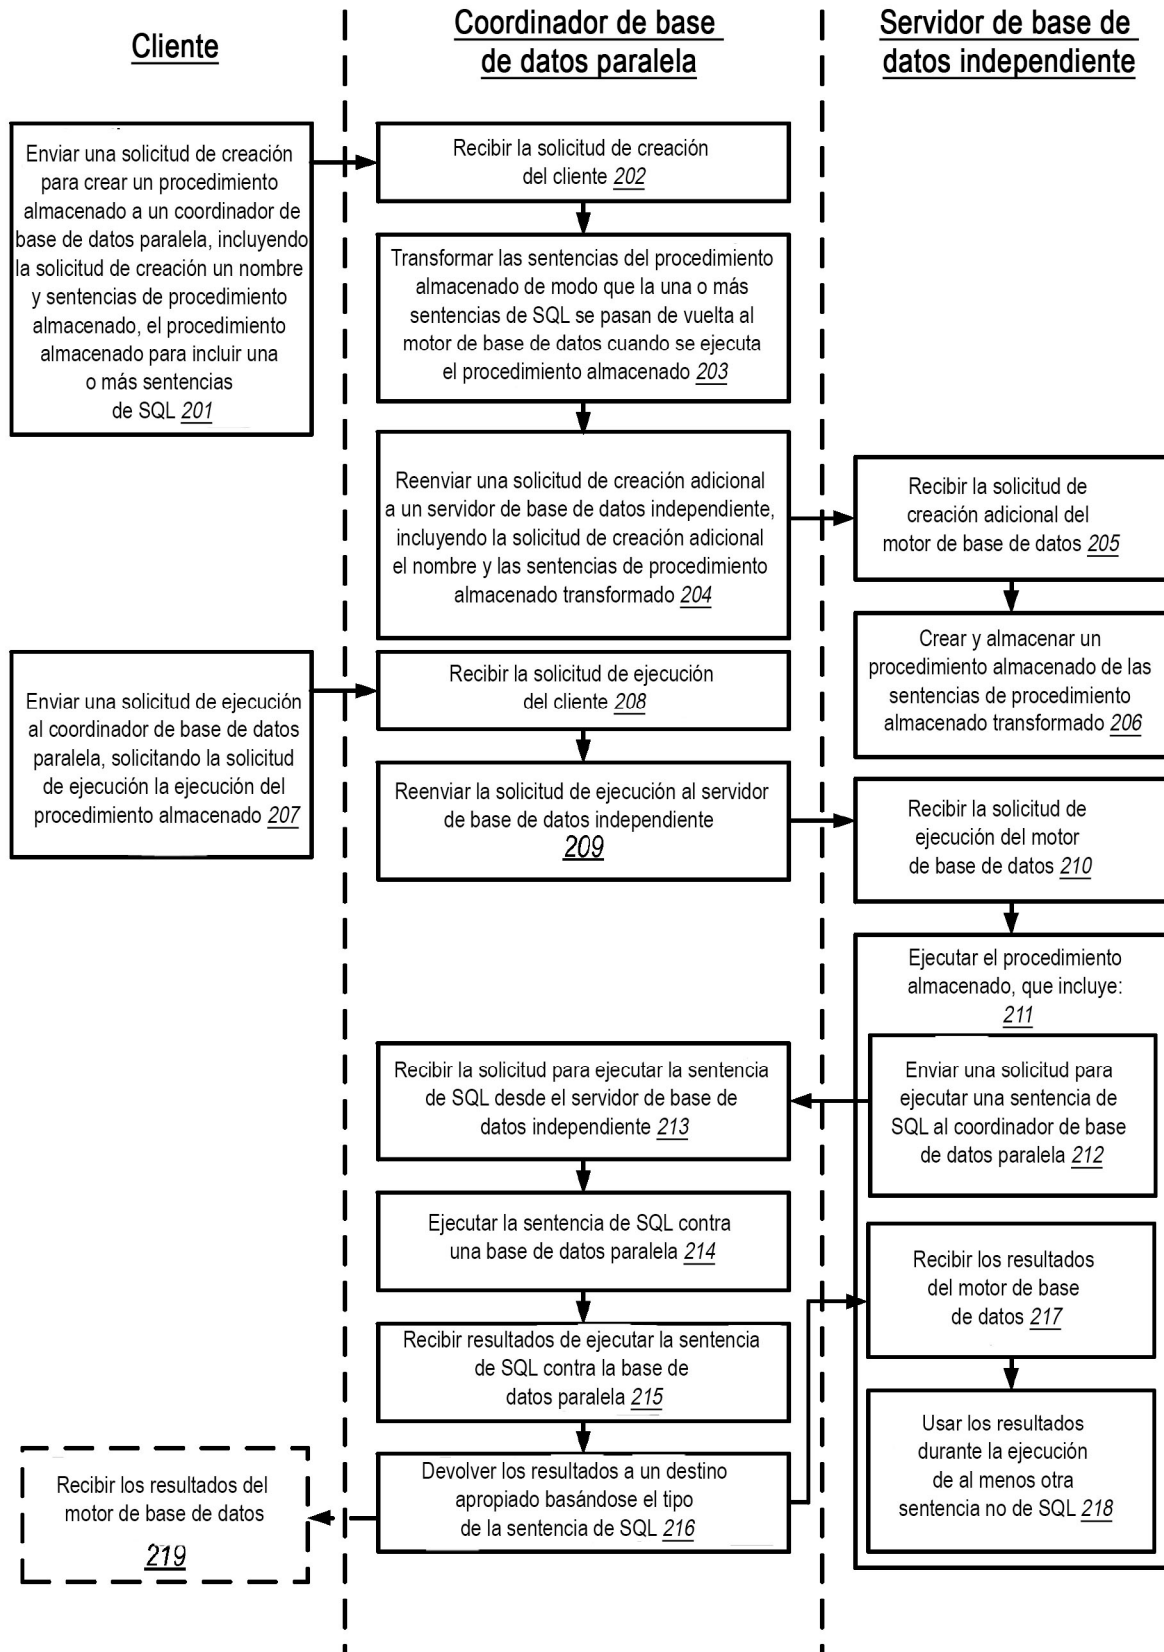 Cliente
Coordinador de base
de datos paralela
Servidor de base de
datos independiente
Enviar una solicitud de creación
para crear un procedimiento
almacenado a un coordinador de
base de datos paralela, incluyendo
la solicitud de creación un nombre
y sentencias de procedimiento
almacenado, el procedimiento
almacenado para incluir una
o más sentencias
de SQL 201
Recibir la solicitud de creación
del cliente 202
Transformar las sentencias del procedimiento
almacenado de modo que la una o más
sentencias de SQL se pasan de vuelta al
motor de base de datos cuando se ejecuta
el procedimiento almacenado 203
Reenviar una solicitud de creación adicional
a un servidor de base de datos independiente,
incluyendo la solicitud de creación adicional
el nombre y las sentencias de procedimiento
almacenado transformado 204
Recibir la solicitud de
creación adicional del
motor de base de datos 205
Crear y almacenar un
procedimiento almacenado de las
sentencias de procedimiento
almacenado transformado 206
Enviar una solicitud de ejecución
al coordinador de base de datos
paralela, solicitando la solicitud
de ejecución la ejecución del
procedimiento almacenado 207
Recibir la solicitud de ejecución
del cliente 208
Reenviar la solicitud de ejecución al servidor
de base de datos independiente
209
Recibir la solicitud de
ejecución del motor
de base de datos 210
Ejecutar el procedimiento
almacenado, que incluye:
211
Enviar una solicitud para
ejecutar una sentencia de
SQL al coordinador de base
de datos paralela 212
Recibir la solicitud para ejecutar la sentencia
de SQL desde el servidor de base de
datos independiente 213
Ejecutar la sentencia de SQL contra
una base de datos paralela 214
Recibir resultados de ejecutar la sentencia
de SQL contra la base de
datos paralela 215
Devolver los resultados a un destino
apropiado basándose el tipo
de la sentencia de SQL 216
Recibir los resultados
del motor de base
de datos 217
Usar los resultados
durante la ejecución
de al menos otra
sentencia no de SQL 218
Recibir los resultados del
motor de base de datos
219